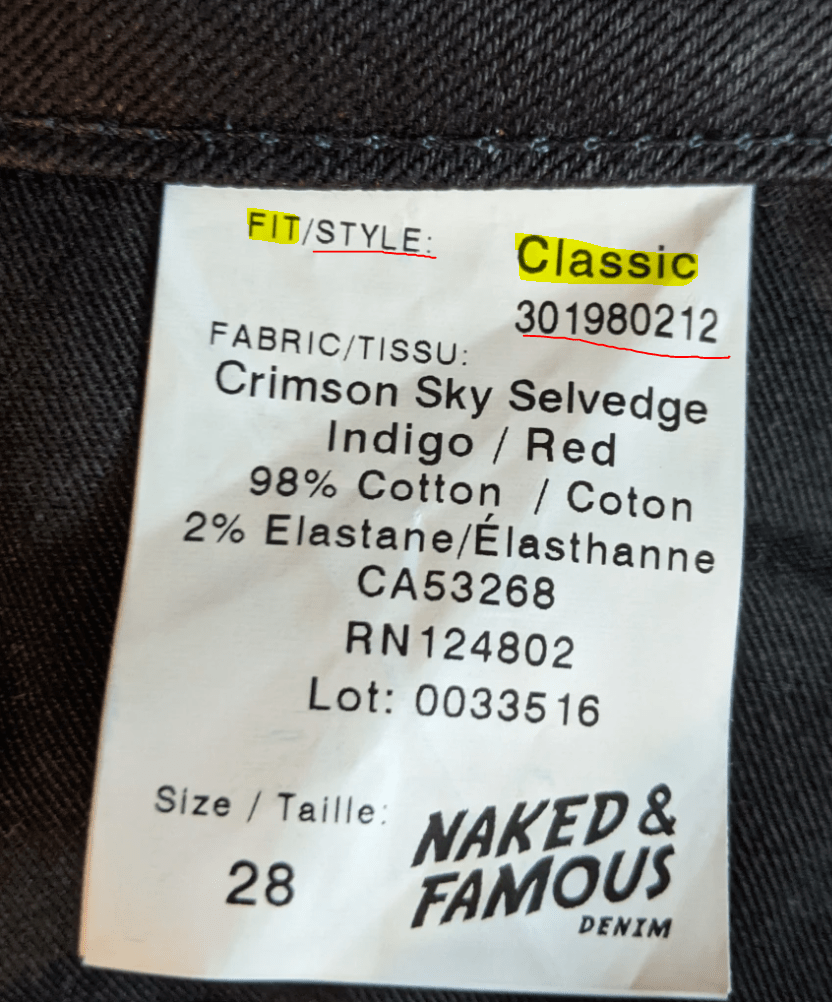 FIT/STYLE:
Classic
301980212
FABRIC/TISSU:
Crimson Sky Selvedge
Indigo / Red
98% Cotton / Coton
2% Elastane/Élasthanne
CA53268
RN124802
Lot: 0033516
Size / Taille:
28
NAKED &
FAMOUS
DENIM